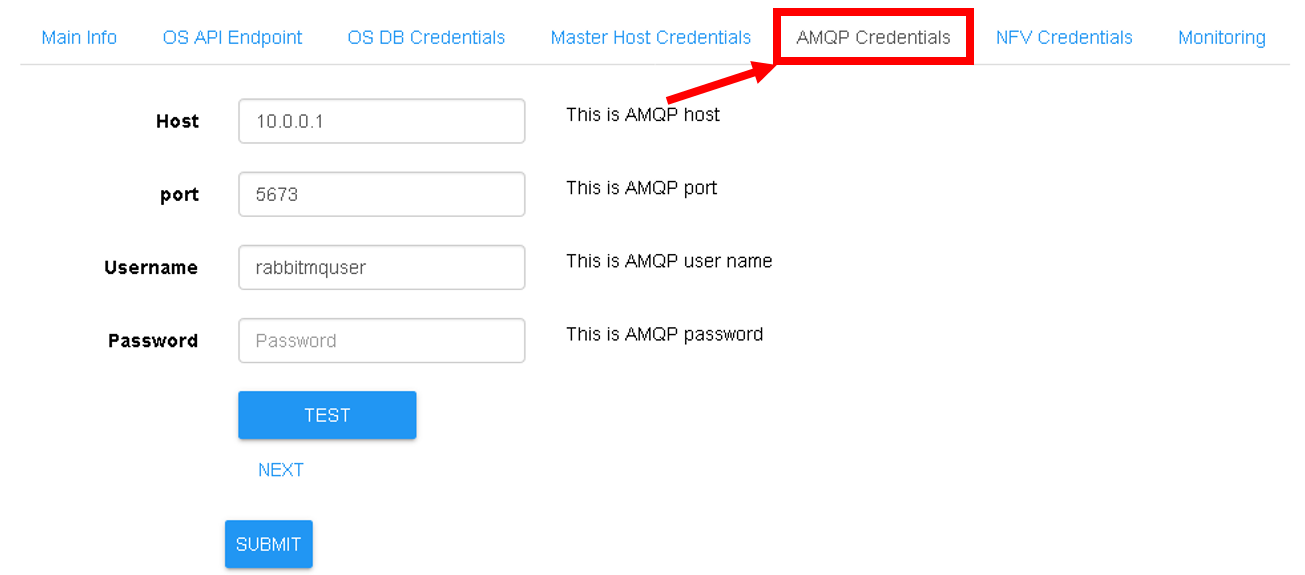 Main Info OS API Endpoint OS DB Credentials Master Host Credentials AMQP Credentials NFV Credentials Monitoring
Host 10.0.0.1 This is AMQP host
port 5673 This is AMQP port
Username rabbitmquser This is AMQP user name
Password Password This is AMQP password
TEST
NEXT
SUBMIT